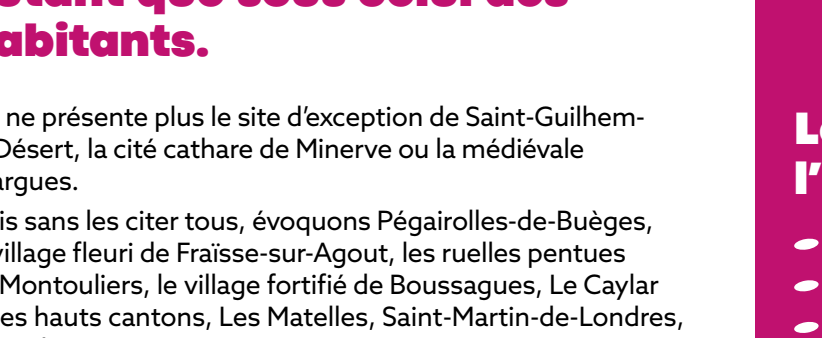 abitants.
ne présente plus le site d’exception de Saint-Guilhem-
Désert, la cité cathare de Minerve ou la médiévale
argues.
is sans les citer tous, évoquons Pégairolles-de-Buèges,
village fleuri de Fraïsse-sur-Agout, les ruelles pentues
Montouliers, le village fortifié de Boussagues, Le Caylar
es hauts cantons, Les Matelles, Saint-Martin-de-Londres,
l’